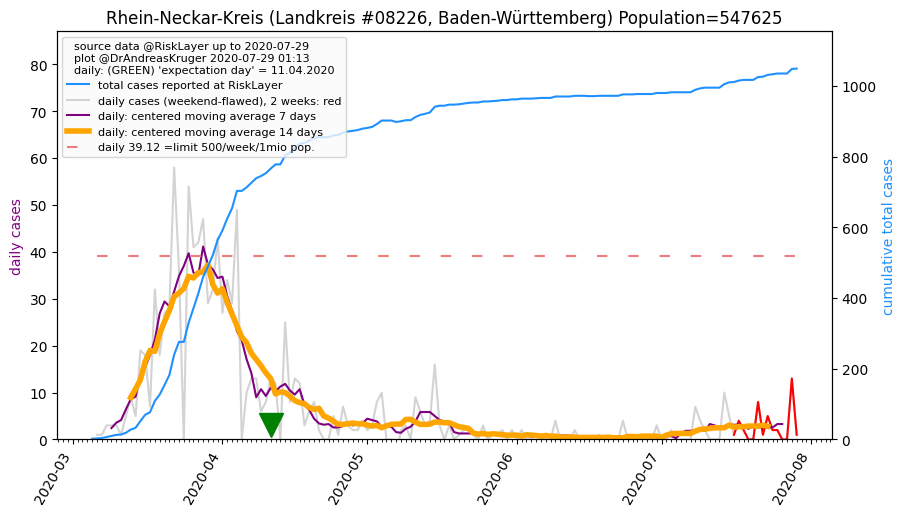 Rhein-Neckar-Kreis (Landkreis #08226, Baden-Württemberg) Population=547625
source data @RiskLayer up to 2020-07-29
plot @DrAndreasKruger 2020-07-29 01:13
daily: (GREEN) 'expectation day' = 11.04.2020
total cases reported at RiskLayer
daily cases (weekend-flawed), 2 weeks: red
daily: centered moving average 7 days
daily: centered moving average 14 days
daily 39.12 =limit 500/week/1mio pop.
daily cases
80
70
60
50
40
30
20
10
0
cumulative total cases
1000
800
600
400
200
0
2020-03
2020-04
2020-05
2020-06
2020-07
2020-08